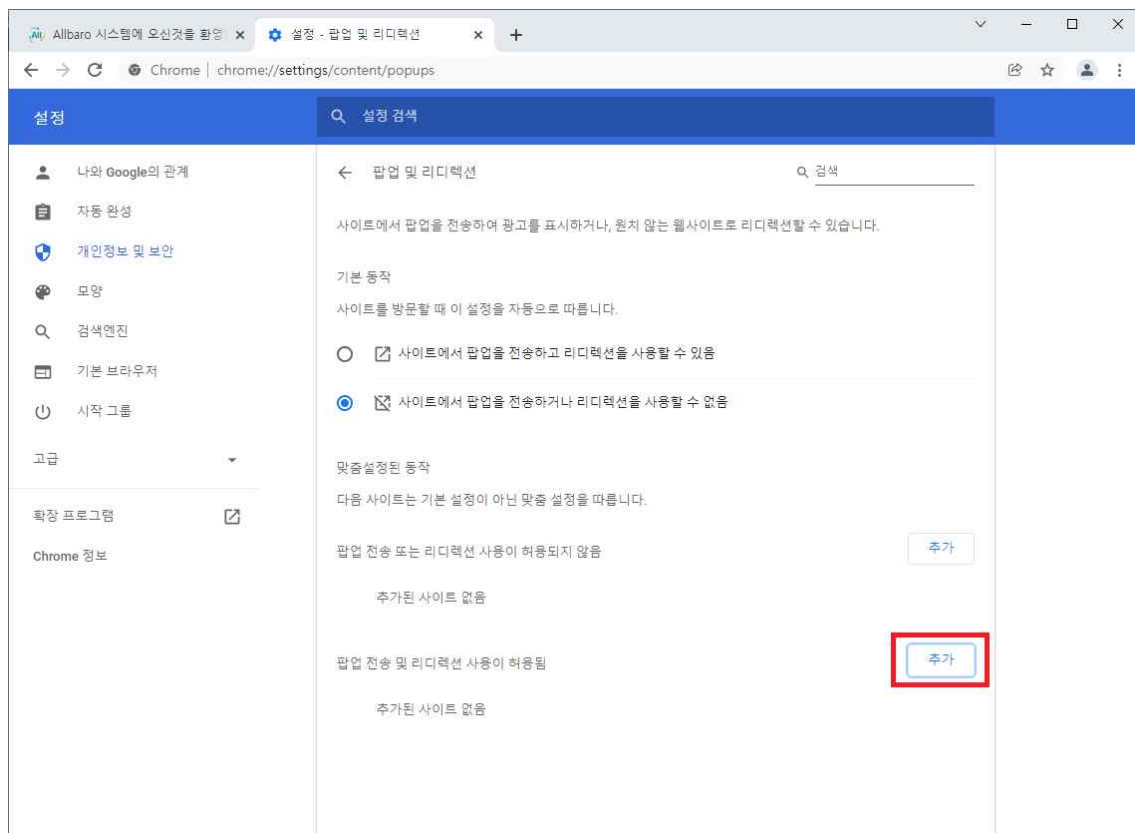 Allbaro 시스템에 오신것을 환영
설정 - 팝업 및 리디렉션
Chrome | chrome://settings/content/popups
설정
설정 검색
나와 Google의 관계
자동 완성
개인정보 및 보안
모양
검색엔진
기본 브라우저
시작 그룹
고급
확장 프로그램
Chrome 정보
팝업 및 리디렉션
검색
사이트에서 팝업을 전송하여 광고를 표시하거나, 원치 않는 웹사이트로 리디렉션할 수 있습니다.
기본 동작
사이트를 방문할 때 이 설정을 자동으로 따릅니다.
사이트에서 팝업을 전송하고 리디렉션을 사용할 수 있음
사이트에서 팝업을 전송하거나 리디렉션을 사용할 수 없음
맞춤설정된 동작
다음 사이트는 기본 설정이 아닌 맞춤 설정을 따릅니다.
팝업 전송 또는 리디렉션 사용이 허용되지 않음
추가
추가된 사이트 없음
팝업 전송 및 리디렉션 사용이 허용됨
추가
추가된 사이트 없음